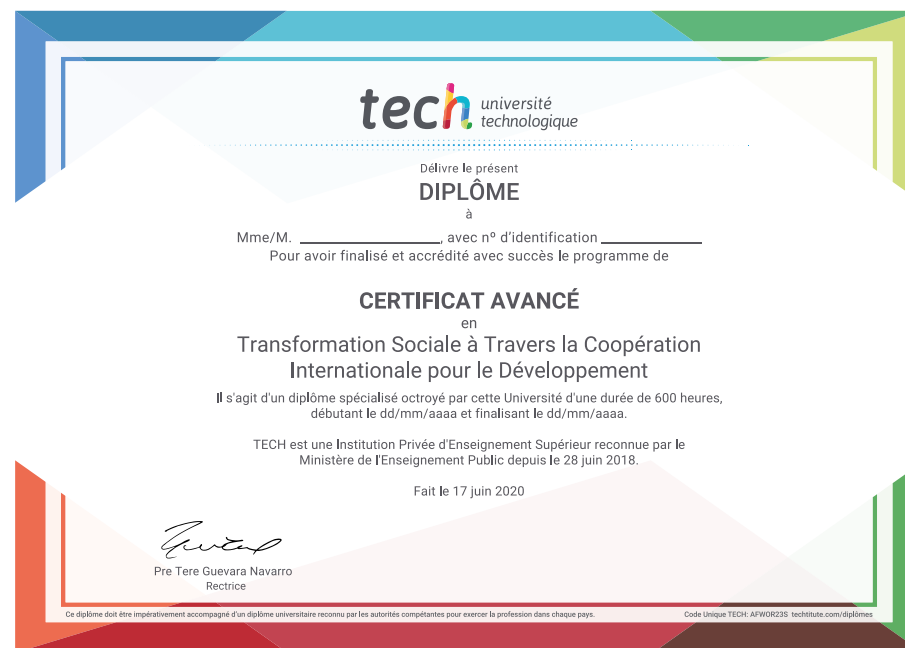 tech université
technologique
Délivre le présent
DIPLÔME
à
Mme/M. ____________________, avec nº d'identification ______________
Pour avoir finalisé et accrédité avec succès le programme de
CERTIFICAT AVANCÉ
en
Transformation Sociale à Travers la Coopération
Internationale pour le Développement
Il s'agit d'un diplôme spécialisé octroyé par cette Université d'une durée de 600 heures,
débutant le dd/mm/aaaa et finalisant le dd/mm/aaaa.
TECH est une Institution Privée d'Enseignement Supérieur reconnue par le
Ministère de l'Enseignement Public depuis le 28 juin 2018.
Fait le 17 juin 2020
Pre Tere Guevara Navarro
Rectrice
Ce diplôme doit être impérativement accompagné d'un diplôme universitaire reconnu par les autorités compétentes pour exercer la profession dans chaque pays.
Code Unique TECH: AFWOR23S techtitute.com/diplômes